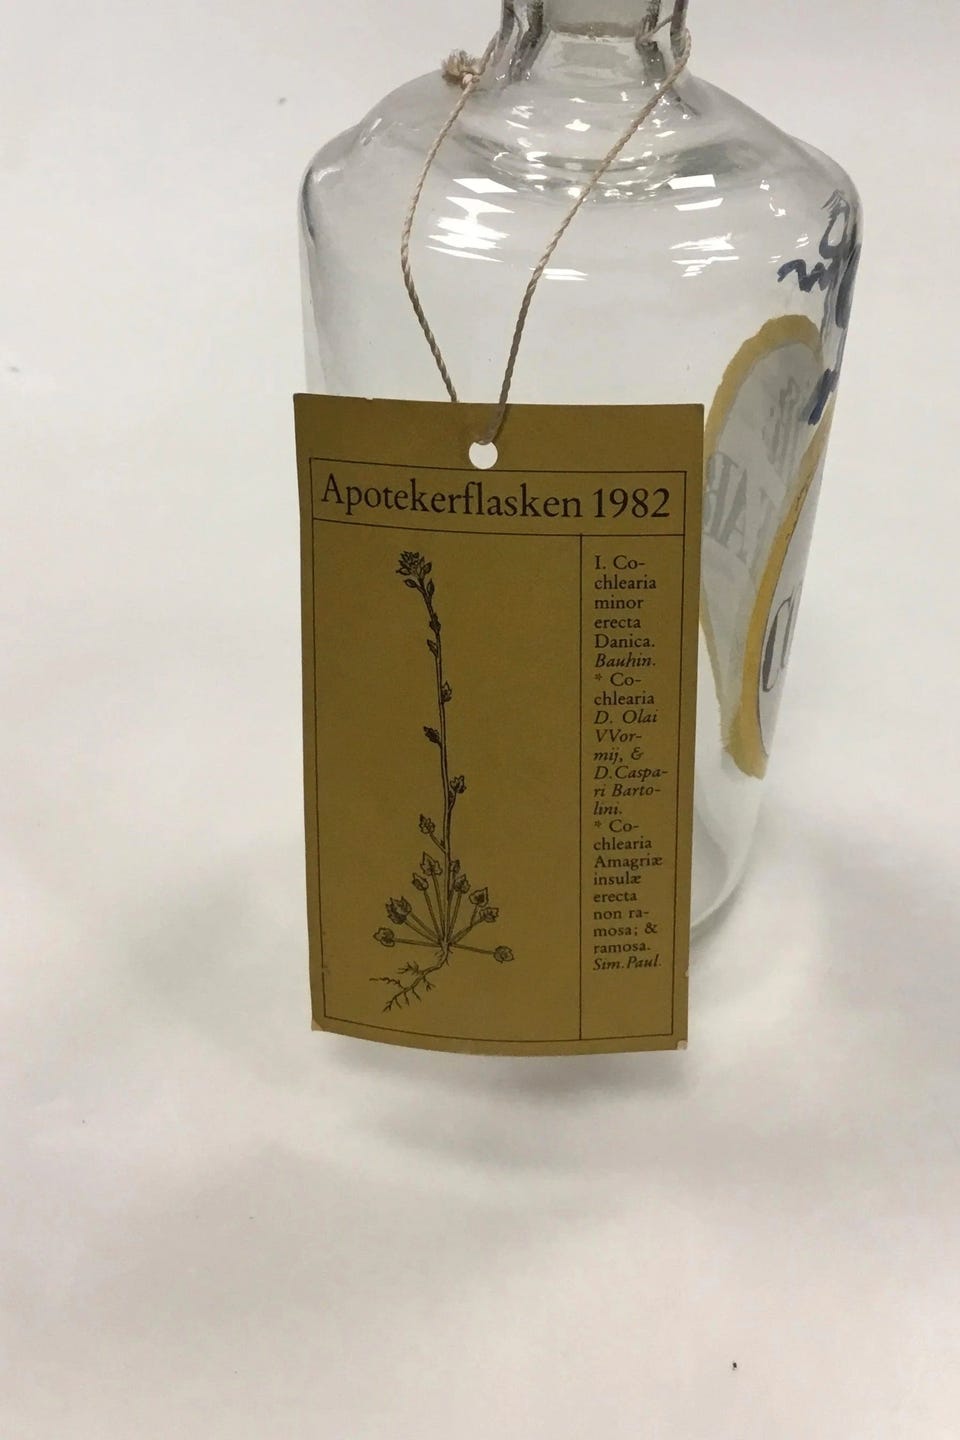 Apotekerflasken 1982
I. Co-
chlearia
minor
erecta
Danica.
Bauhin.
* Co-
chlearia
D. Olai
VVor-
mij, &
D. Caspa-
ri Barto-
lini.
* Co-
chlearia
Amagriæ
insulæ
erecta
non ra-
mosa; &
ramosa.
Sim. Paul.